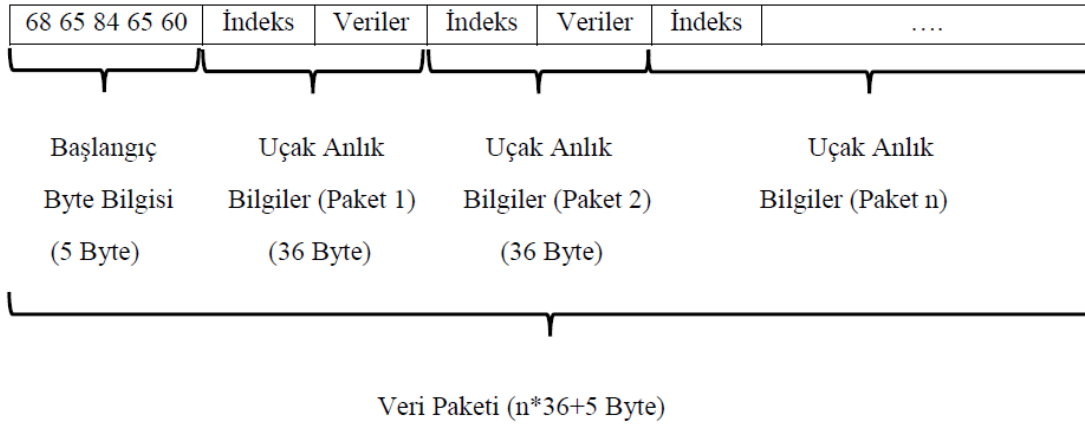 68 65 84 65 60 İndeks Veriler İndeks Veriler İndeks ….
Başlangıç Uçak Anlık Uçak Anlık Uçak Anlık
Byte Bilgisi Bilgiler (Paket 1) Bilgiler (Paket 2) Bilgiler (Paket n)
(5 Byte) (36 Byte) (36 Byte)
Veri Paketi (n*36+5 Byte)